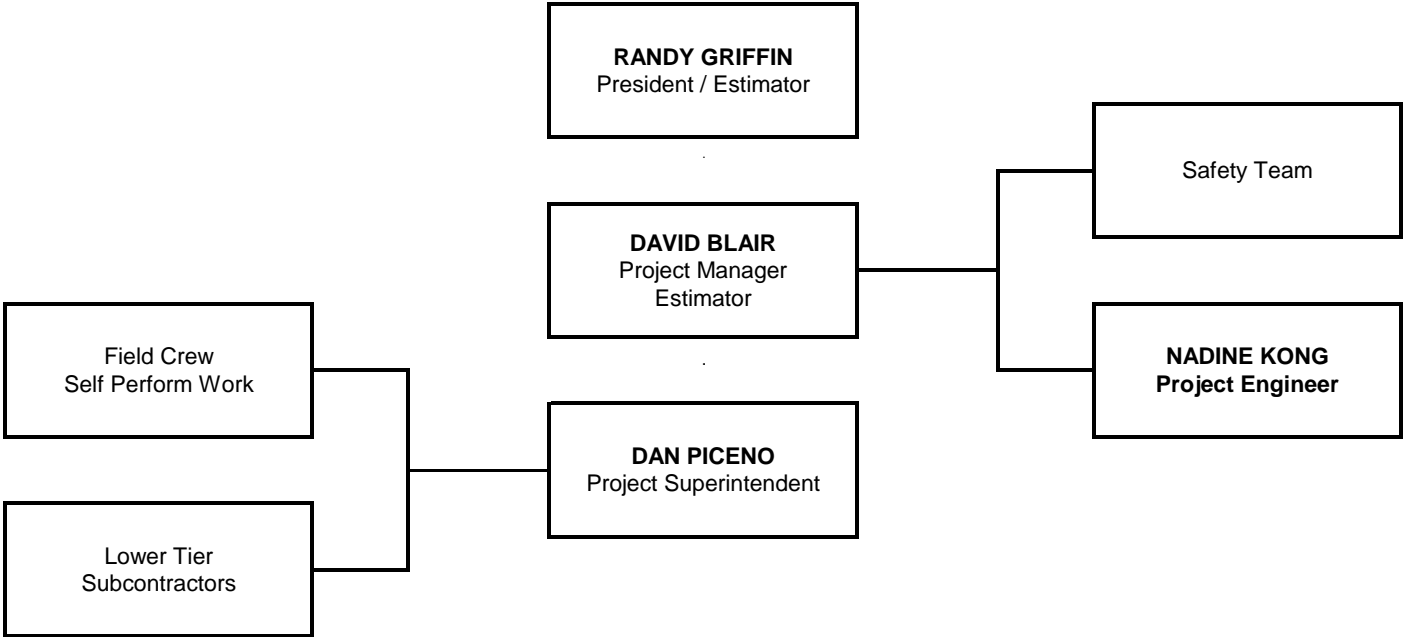 RANDY GRIFFIN
President / Estimator
Safety Team
DAVID BLAIR
Project Manager
Estimator
Field Crew
Self Perform Work
NADINE KONG
Project Engineer
DAN PICENO
Project Superintendent
Lower Tier
Subcontractors